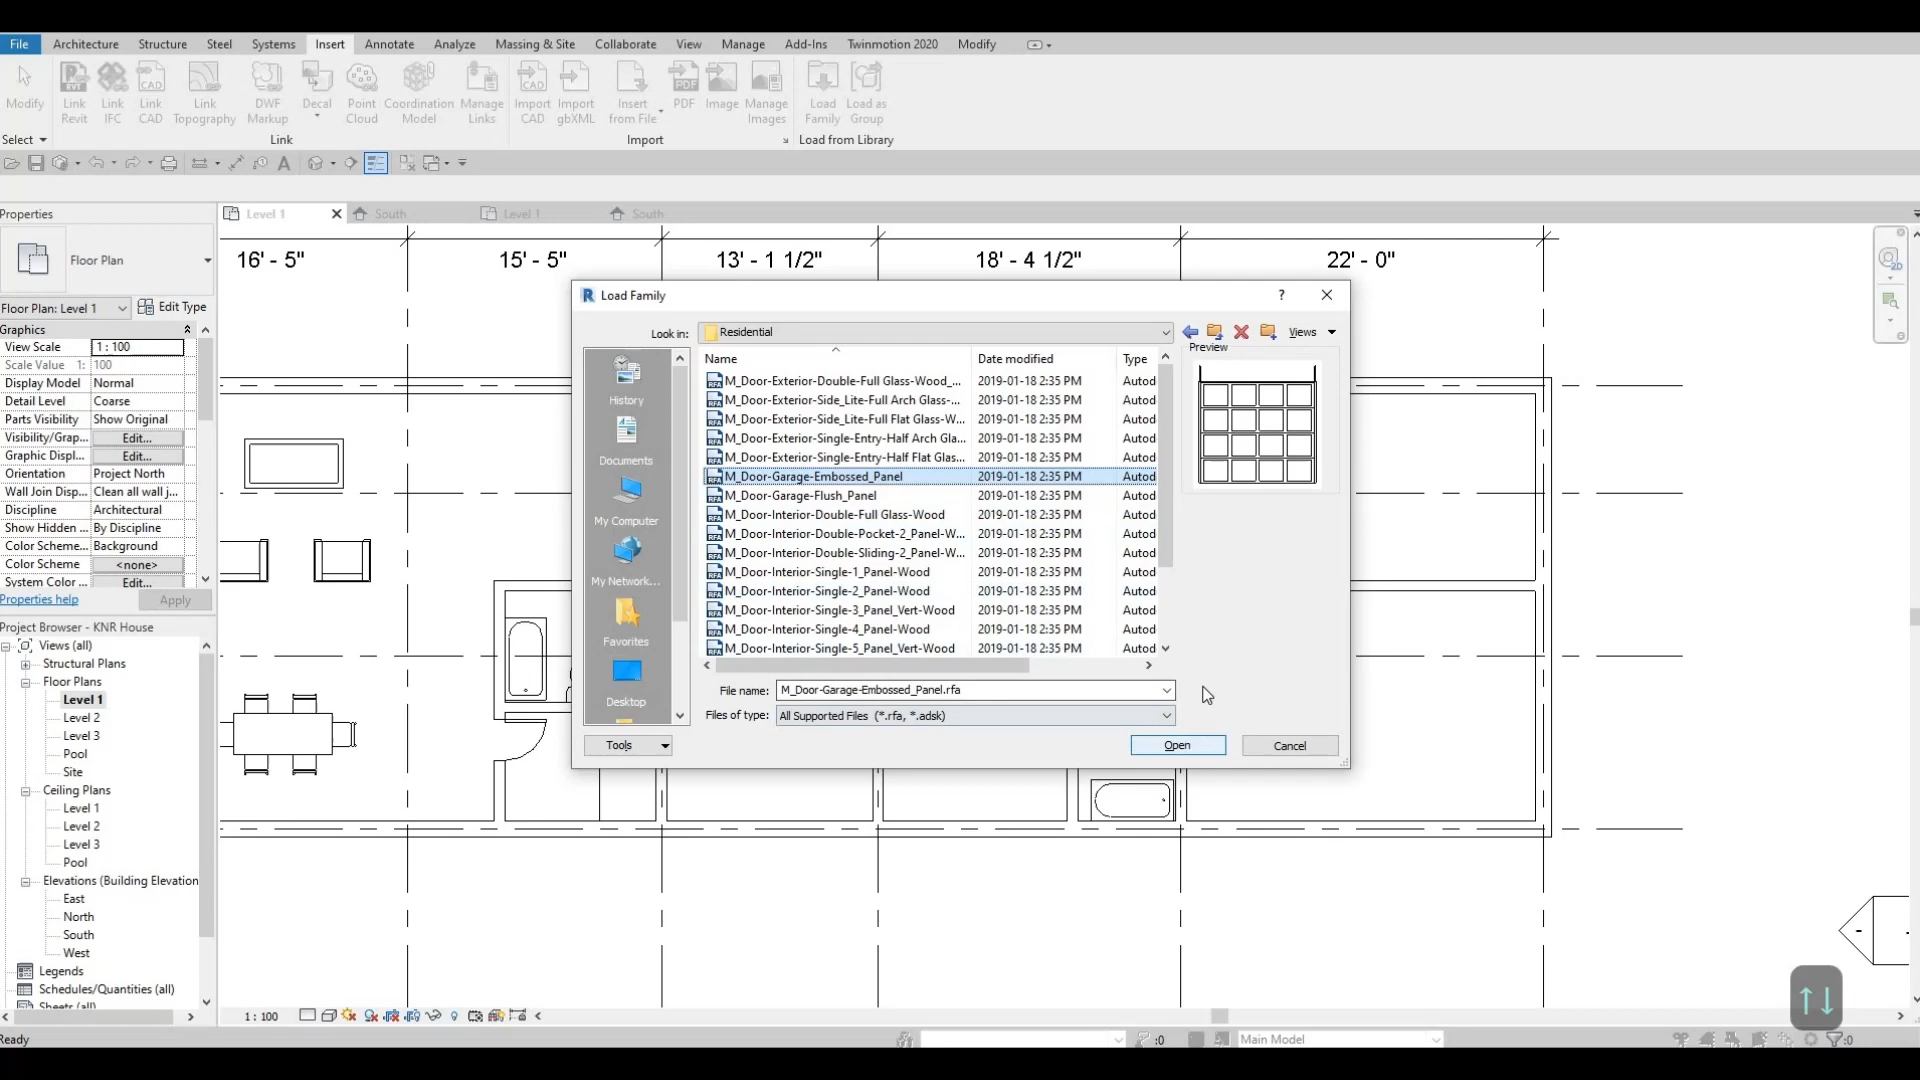 File Architecture Structure Steel Systems Insert Annotate Analyze Massing & Site Collaborate View Manage Add-Ins Twinmotion 2020 Modify
Modify
Link Revit
Link IFC
Link CAD
Link Topography
DWF Markup
Decal
Point Cloud
Coordination Model
Manage Links
Import CAD
Import gbXML
Insert from File
PDF
Image
Manage Images
Load Family
Load as Group
Select Link Import Load from Library
Properties
Level 1 South Level 1 South
Floor Plan
16' - 5" 15' - 5" 13' - 1 1/2" 18' - 4 1/2" 22' - 0"
Floor Plan: Level 1 Edit Type
Graphics
View Scale 1 : 100
Scale Value 1: 100
Display Model Normal
Detail Level Coarse
Parts Visibility Show Original
Visibility/Grap... Edit...
Graphic Displ... Edit...
Orientation Project North
Wall Join Disp... Clean all wall j...
Discipline Architectural
Show Hidden ... By Discipline
Color Scheme... Background
Color Scheme <none>
System Color ... Edit...
Properties help Apply
Project Browser - KNR House
Views (all)
Structural Plans
Floor Plans
Level 1
Level 2
Level 3
Pool
Site
Ceiling Plans
Level 1
Level 2
Level 3
Pool
Elevations (Building Elevation
East
North
South
West
Legends
Schedules/Quantities (all)
Sheets (all)
Load Family
Look in: Residential Views
History
Documents
My Computer
My Network...
Favorites
Desktop
Name Date modified Type
M_Door-Exterior-Double-Full Glass-Wood_... 2019-01-18 2:35 PM Autod
M_Door-Exterior-Side_Lite-Full Arch Glass-... 2019-01-18 2:35 PM Autod
M_Door-Exterior-Side_Lite-Full Flat Glass-W... 2019-01-18 2:35 PM Autod
M_Door-Exterior-Single-Entry-Half Arch Gla... 2019-01-18 2:35 PM Autod
M_Door-Exterior-Single-Entry-Half Flat Glas... 2019-01-18 2:35 PM Autod
M_Door-Garage-Embossed_Panel 2019-01-18 2:35 PM Autod
M_Door-Garage-Flush_Panel 2019-01-18 2:35 PM Autod
M_Door-Interior-Double-Full Glass-Wood 2019-01-18 2:35 PM Autod
M_Door-Interior-Double-Pocket-2_Panel-W... 2019-01-18 2:35 PM Autod
M_Door-Interior-Double-Sliding-2_Panel-W... 2019-01-18 2:35 PM Autod
M_Door-Interior-Single-1_Panel-Wood 2019-01-18 2:35 PM Autod
M_Door-Interior-Single-2_Panel-Wood 2019-01-18 2:35 PM Autod
M_Door-Interior-Single-3_Panel_Vert-Wood 2019-01-18 2:35 PM Autod
M_Door-Interior-Single-4_Panel-Wood 2019-01-18 2:35 PM Autod
M_Door-Interior-Single-5_Panel_Vert-Wood 2019-01-18 2:35 PM Autod
Preview
File name: M_Door-Garage-Embossed_Panel.rfa
Files of type: All Supported Files (*.rfa, *.adsk)
Tools Open Cancel
1 : 100
Ready :0 Main Model :0